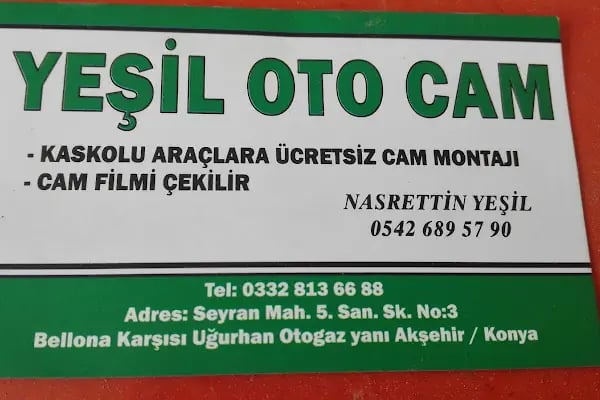 YEŞİL OTO CAM
- KASKOLU ARAÇLARA ÜCRETSİZ CAM MONTAJI
- CAM FİLMİ ÇEKİLİR
NASRETTİN YEŞİL
0542 689 57 90
Tel: 0332 813 66 88
Adres: Seyran Mah. 5. San. Sk. No:3
Bellona Karşısı Uğurhan Otogaz yanı Akşehir / Konya